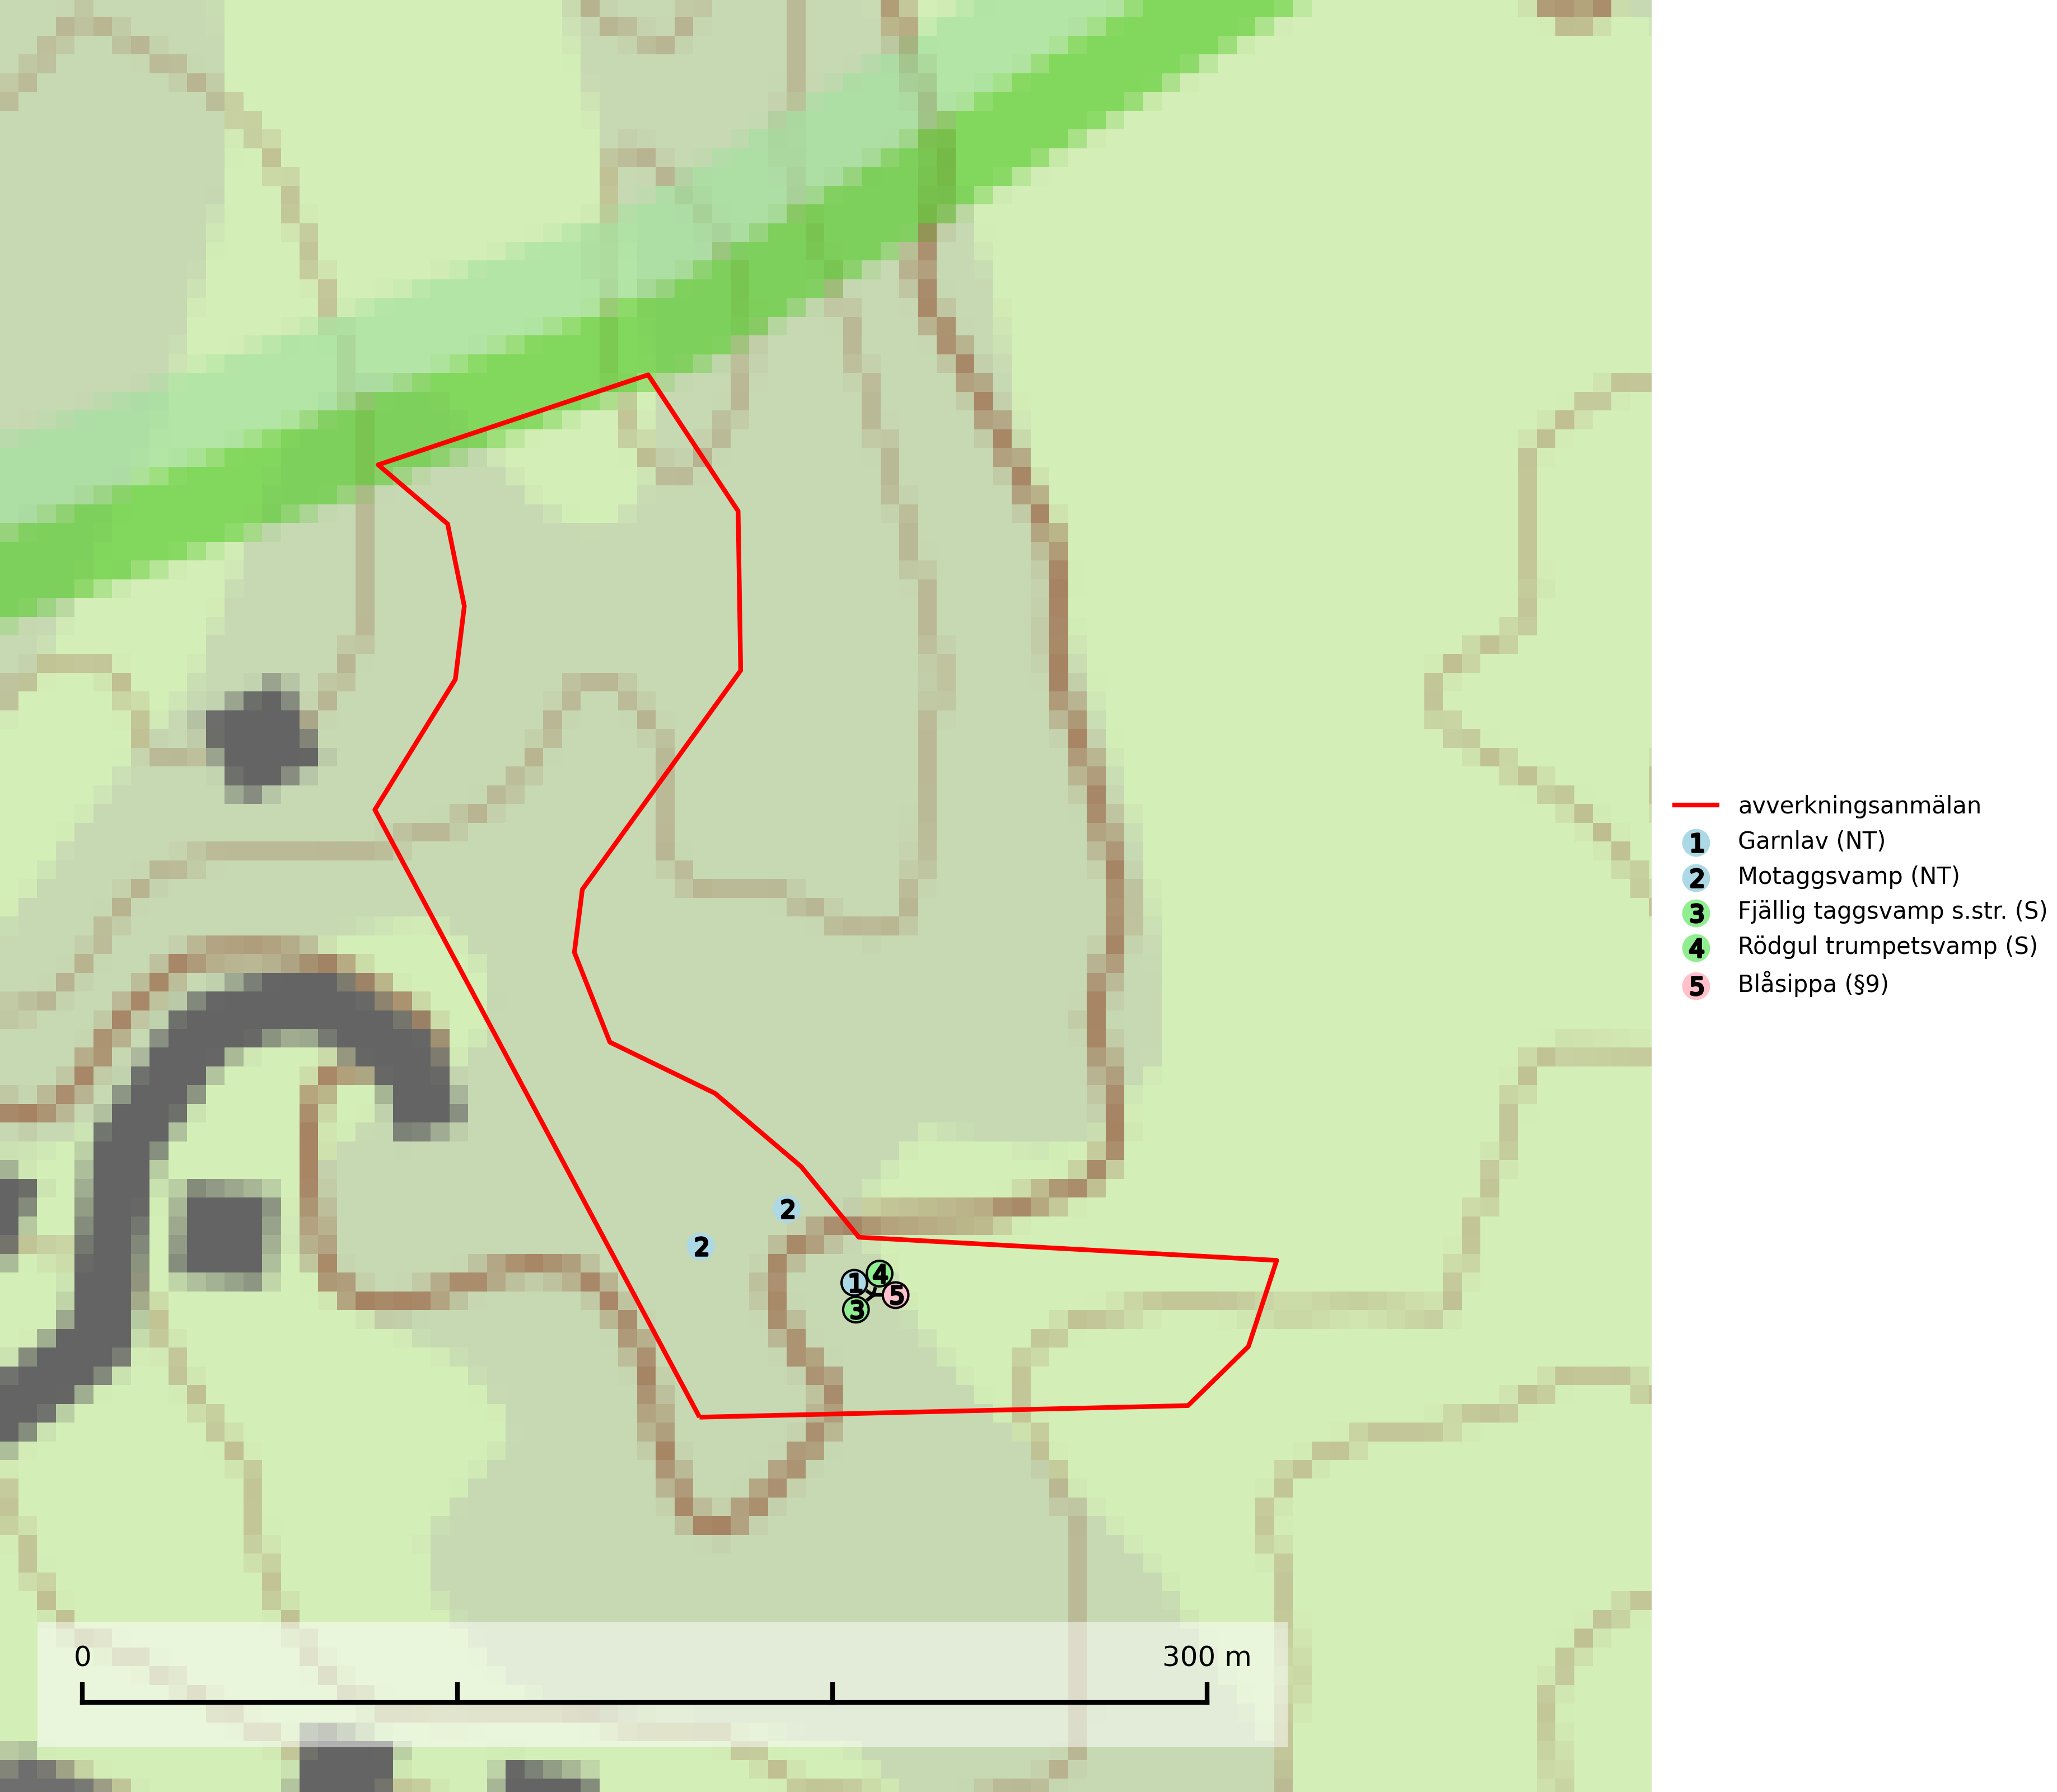 avverkningsanmälan
1 Garnlav (NT)
2 Motaggsvamp (NT)
3 Fjällig taggsvamp s.str. (S)
4 Rödgul trumpetsvamp (S)
5 Blåsippa (§9)
2
2
4
1
5
3
0 300 m